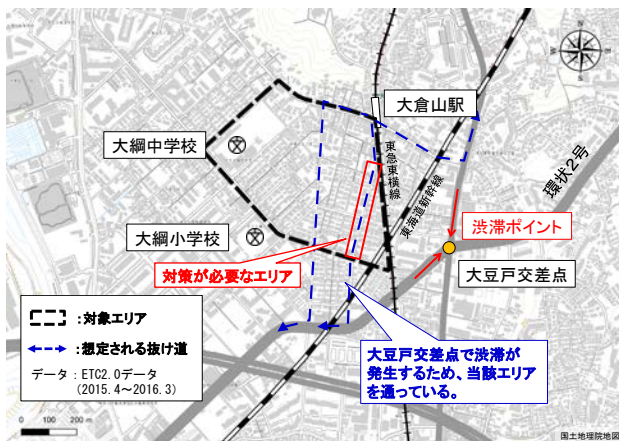 大倉山駅
大綱中学校
東急東横線
東海道新幹線
環状2号
渋滞ポイント
大綱小学校
対策が必要なエリア
大豆戸交差点
:対象エリア
:想定される抜け道
データ:ETC2.0データ
(2015.4~2016.3)
大豆戸交差点で渋滞が
発生するため、当該エリア
を通っている。
0 100 200 m
国土地理院地図